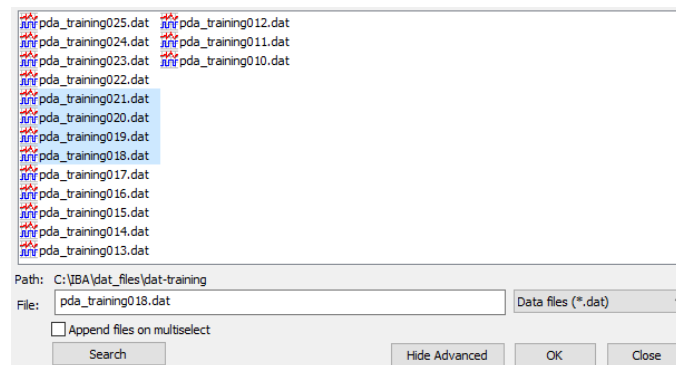 pda_training025.dat pda_training012.dat
pda_training024.dat pda_training011.dat
pda_training023.dat pda_training010.dat
pda_training022.dat
pda_training021.dat
pda_training020.dat
pda_training019.dat
pda_training018.dat
pda_training017.dat
pda_training016.dat
pda_training015.dat
pda_training014.dat
pda_training013.dat
Path: C:\IBA\dat_files\dat-training
File: pda_training018.dat Data files (*.dat)
Append files on multiselect
Search Hide Advanced OK Close